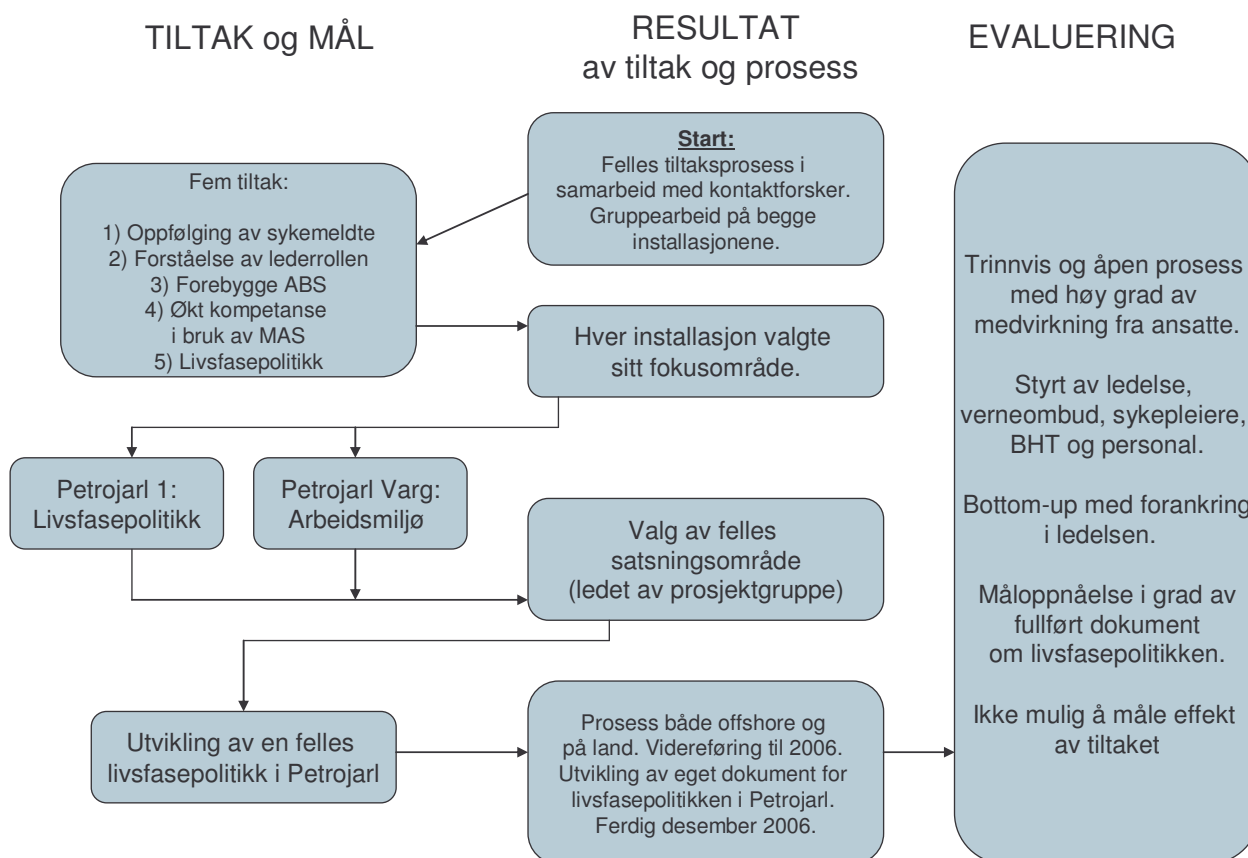 TILTAK og MÅL
RESULTAT
av tiltak og prosess
EVALUERING
Start:
Felles tiltaksprosess i
samarbeid med kontaktforsker.
Gruppearbeid på begge
installasjonene.
Fem tiltak:
1) Oppfølging av sykemeldte
2) Forståelse av lederrollen
3) Forebygge ABS
4) Økt kompetanse
i bruk av MAS
5) Livsfasepolitikk
Hver installasjon valgte
sitt fokusområde.
Petrojarl 1:
Livsfasepolitikk
Petrojarl Varg:
Arbeidsmiljø
Valg av felles
satsningsområde
(ledet av prosjektgruppe)
Utvikling av en felles
livsfasepolitikk i Petrojarl
Prosess både offshore og
på land. Videreføring til 2006.
Utvikling av eget dokument for
livsfasepolitikken i Petrojarl.
Ferdig desember 2006.
Trinnvis og åpen prosess
med høy grad av
medvirkning fra ansatte.
Styrt av ledelse,
verneombud, sykepleiere,
BHT og personal.
Bottom-up med forankring
i ledelsen.
Måloppnåelse i grad av
fullført dokument
om livsfasepolitikken.
Ikke mulig å måle effekt
av tiltaket